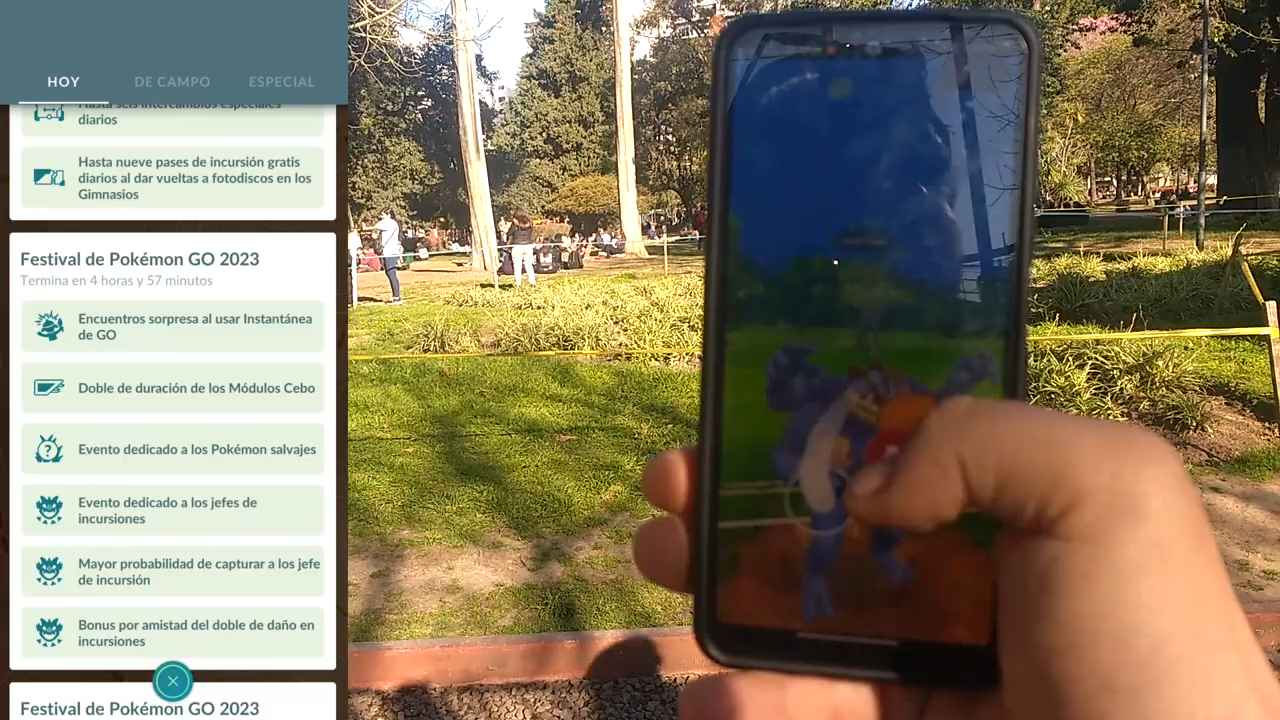 HOY DE CAMPO ESPECIAL
Hasta seis intercambios especiales
diarios
Hasta nueve pases de incursión gratis
diarios al dar vueltas a fotodiscos en los
Gimnasios
Festival de Pokémon GO 2023
Termina en 4 horas y 57 minutos
Encuentros sorpresa al usar Instantánea
de GO
Doble de duración de los Módulos Cebo
Evento dedicado a los Pokémon salvajes
Evento dedicado a los jefes de
incursiones
Mayor probabilidad de capturar a los jefe
de incursión
Bonus por amistad del doble de daño en
incursiones
Festival de Pokémon GO 2023